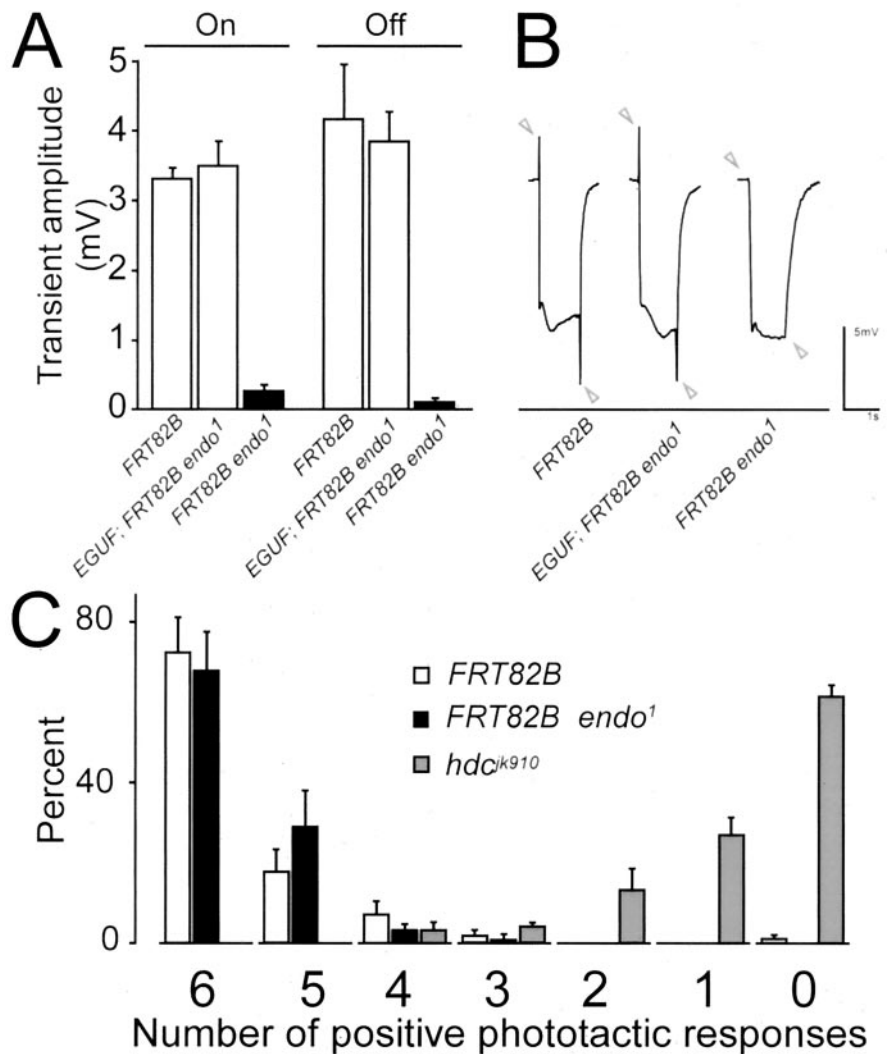 A
On Off
Transient amplitude
(mV)
5
4
3
2
1
0
FRT82B
EGUF; FRT82B endo1
FRT82B endo1
FRT82B
EGUF; FRT82B endo1
FRT82B endo1
B
5mV
1s
FRT82B
EGUF; FRT82B endo1
FRT82B endo1
C
Percent
80
40
0
FRT82B
FRT82B endo1
hdcjk910
6 5 4 3 2 1 0
Number of positive phototactic responses